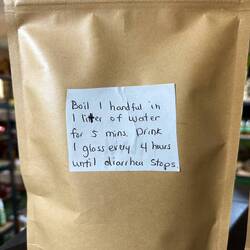 Boil 1 handful in
1 liter of water
for 5 mins. Drink
1 glass every 4 hours
until diarrhea stops.